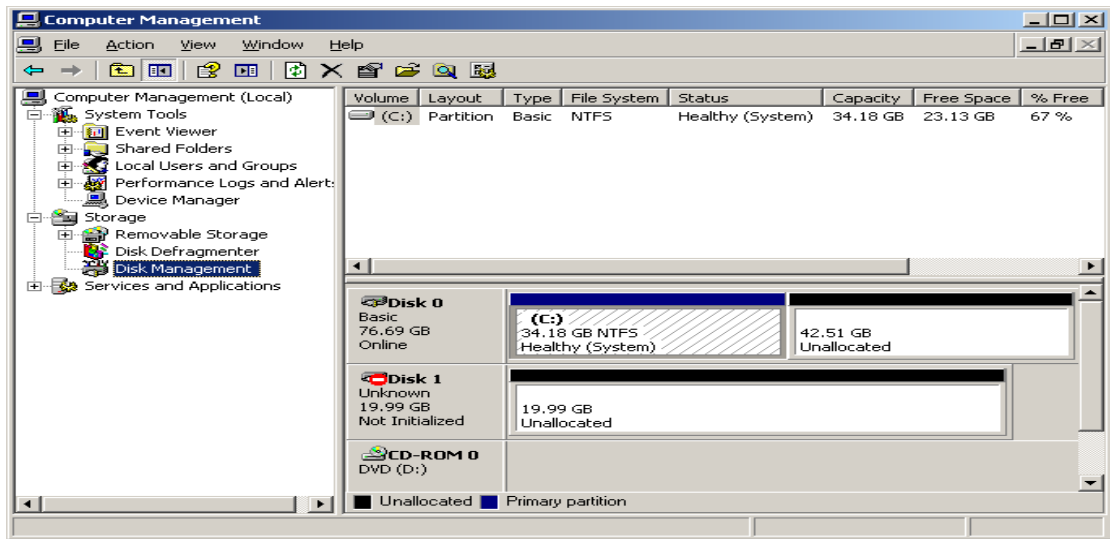 Computer Management
File Action View Window Help
Computer Management (Local)
System Tools
Event Viewer
Shared Folders
Local Users and Groups
Performance Logs and Alert
Device Manager
Storage
Removable Storage
Disk Defragmenter
Disk Management
Services and Applications
Volume Layout Type File System Status Capacity Free Space % Free
(C:) Partition Basic NTFS Healthy (System) 34.18 GB 23.13 GB 67 %
Disk 0
Basic
76.69 GB
Online
(C:)
34.18 GB NTFS
Healthy (System)
42.51 GB
Unallocated
Disk 1
Unknown
19.99 GB
Not Initialized
19.99 GB
Unallocated
CD-ROM 0
DVD (D:)
Unallocated Primary partition